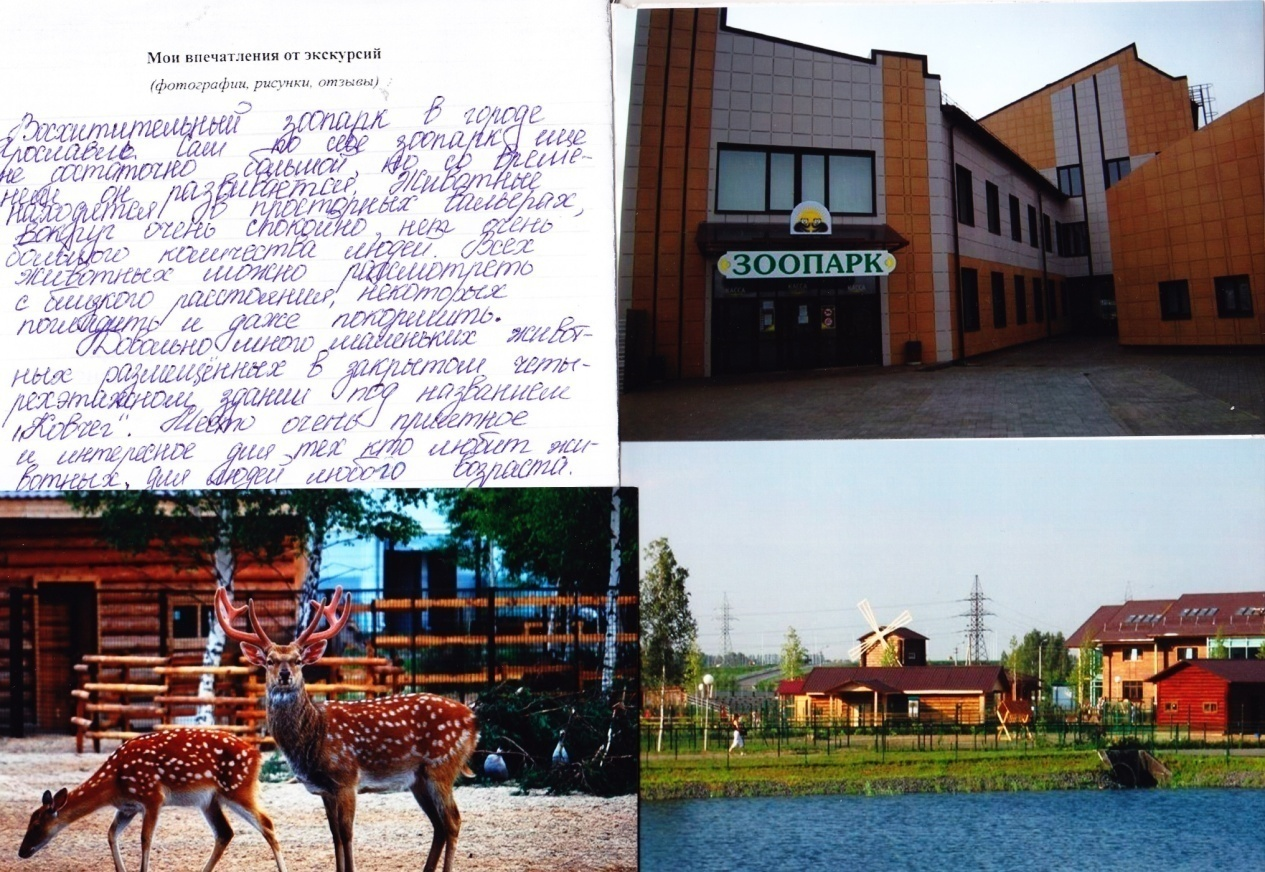 Мои впечатления от экскурсий
(фотографии, рисунки, отзывы)
Восхитительный зоопарк в городе
Ярославле. Сам по себе зоопарк еще
не достаточно большой, но со време-
нем он развивается. Животные
находятся в просторных вальерах,
вокруг очень спокойно, нет очень
большого количества людей. Всех
животных можно рассмотреть
с близкого расстояния, некоторых
погладить и даже покормить.
Довольно много маленьких живот-
ных размещённых в закрытом четы-
рехэтажном здании под названием
„Ковчег". Место очень приметное
и интересное для тех кто любит жи-
вотных, для людей любого возраста.
ЗООПАРК